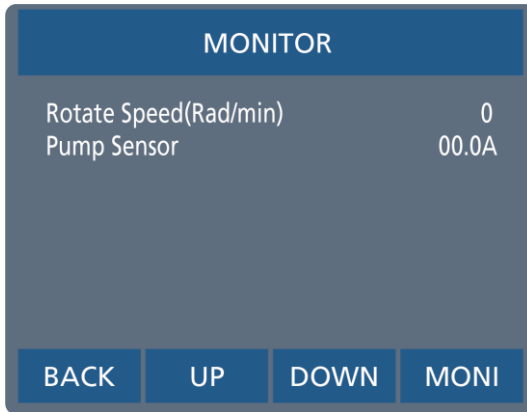 MONITOR
Rotate Speed(Rad/min) 0
Pump Sensor 00.0A
BACK UP DOWN MONI